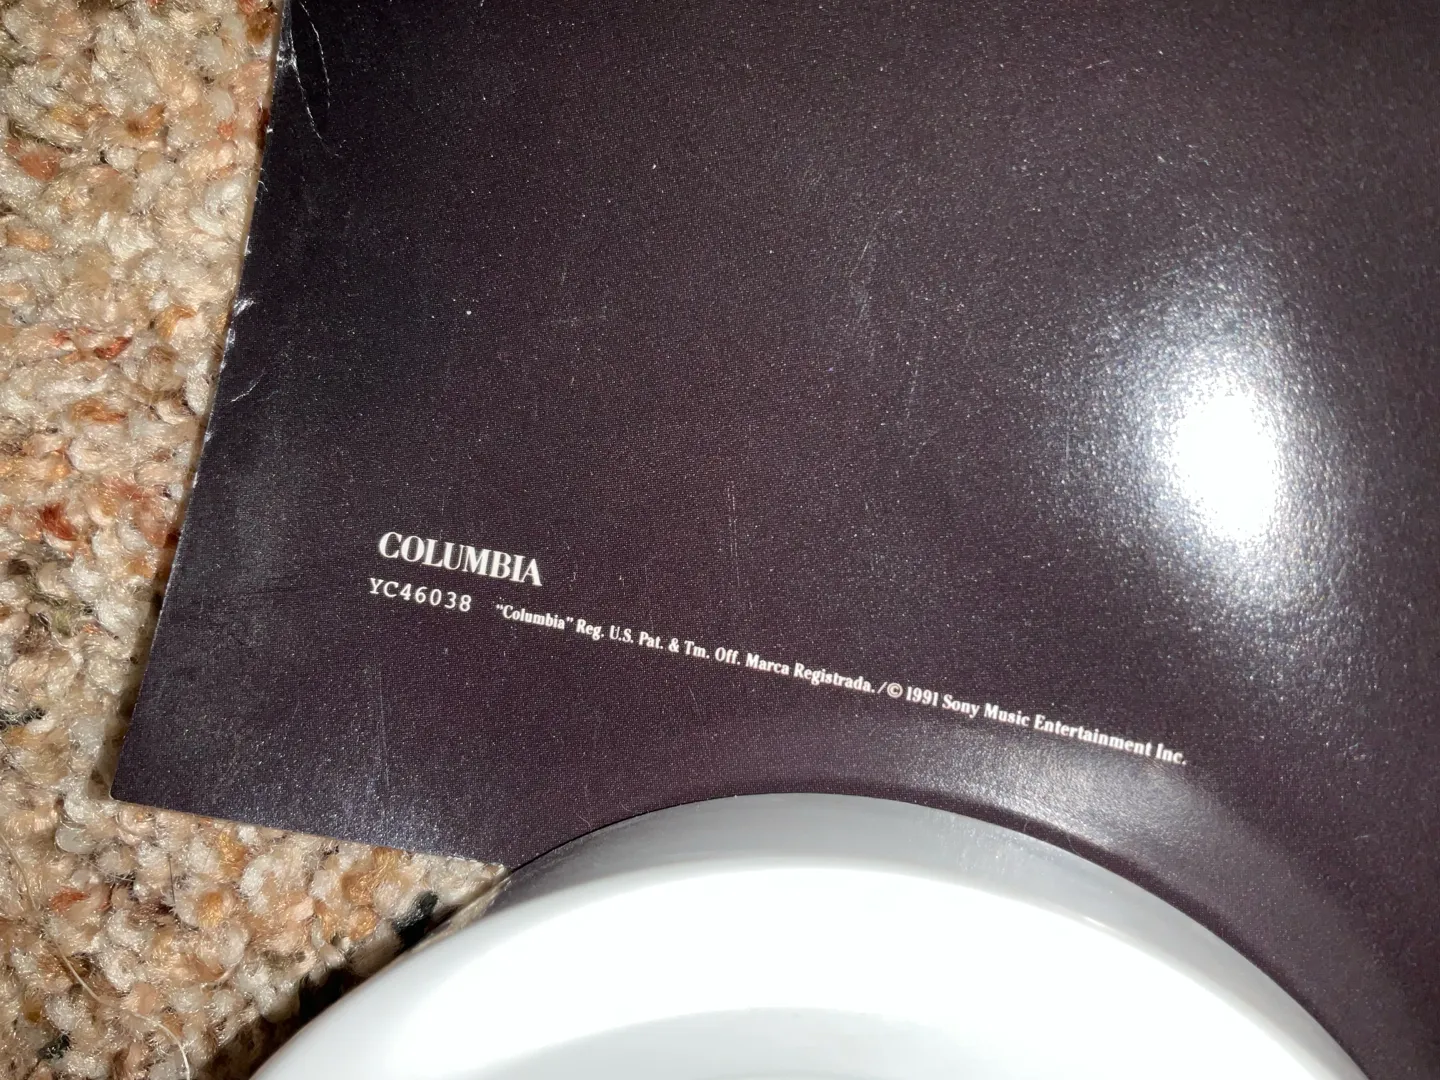 COLUMBIA
YC46038 "Columbia" Reg. U.S. Pat. & Tm. Off. Marca Registrada./© 1991 Sony Music Entertainment Inc.